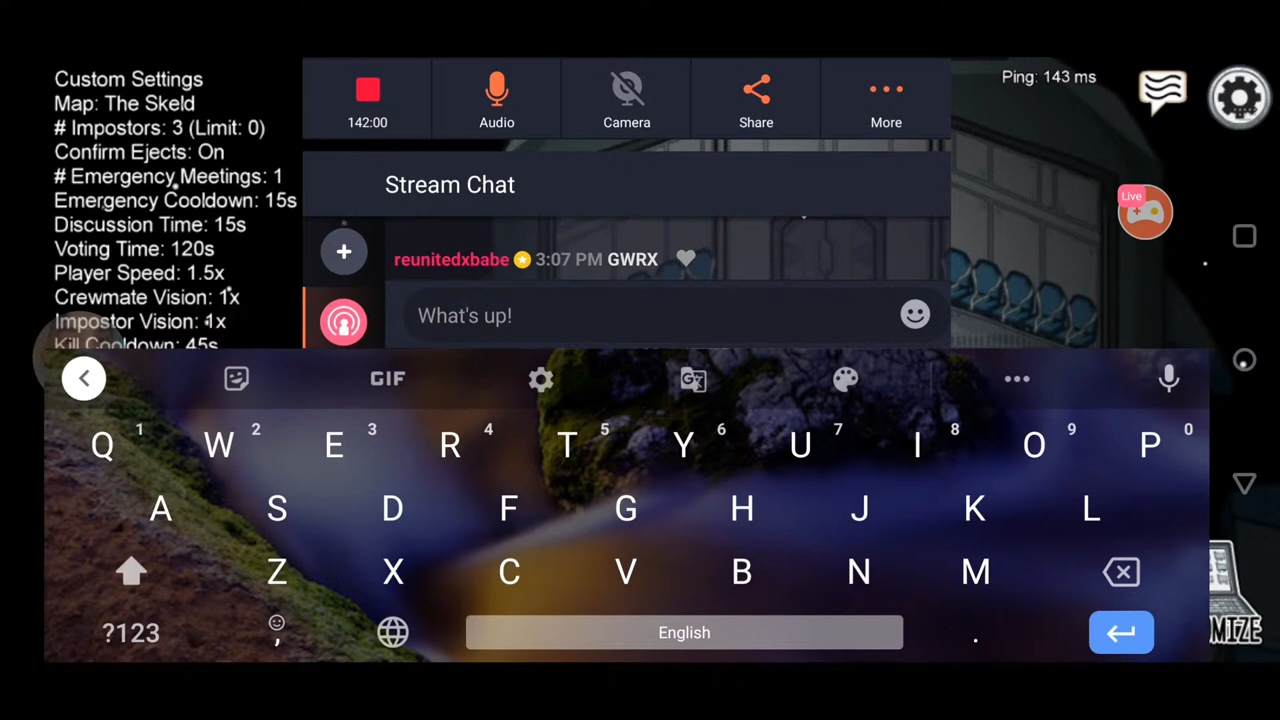 Custom Settings
Map: The Skeld
# Impostors: 3 (Limit: 0)
Confirm Ejects: On
# Emergency Meetings: 1
Emergency Cooldown: 15s
Discussion Time: 15s
Voting Time: 120s
Player Speed: 1.5x
Crewmate Vision: 1x
Impostor Vision: 1x
Kill Cooldown: 45s
142:00
Audio
Camera
Share
More
Ping: 143 ms
Live
Stream Chat
reunitedxbabe 3:07 PM GWRX
What's up!
GIF
Q 1 W 2 E 3 R 4 T 5 Y 6 U 7 I 8 O 9 P 0
A S D F G H J K L
Z X C V B N M
?123 , English .